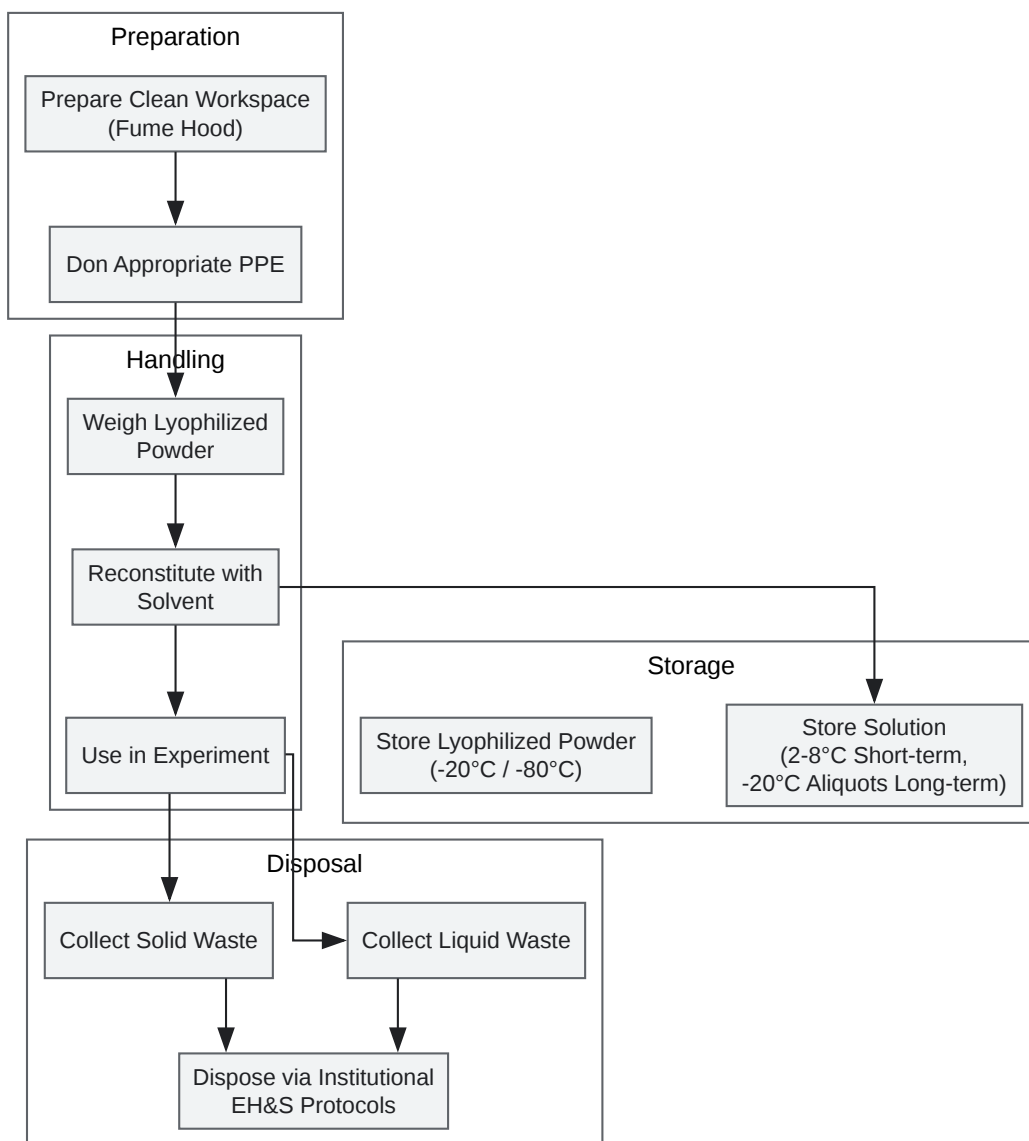 Preparation
Prepare Clean Workspace
(Fume Hood)
Don Appropriate PPE
Handling
Weigh Lyophilized
Powder
Reconstitute with
Solvent
Use in Experiment
Storage
Store Lyophilized Powder
(-20°C / -80°C)
Store Solution
(2-8°C Short-term,
-20°C Aliquots Long-term)
Disposal
Collect Solid Waste
Collect Liquid Waste
Dispose via Institutional
EH&S Protocols